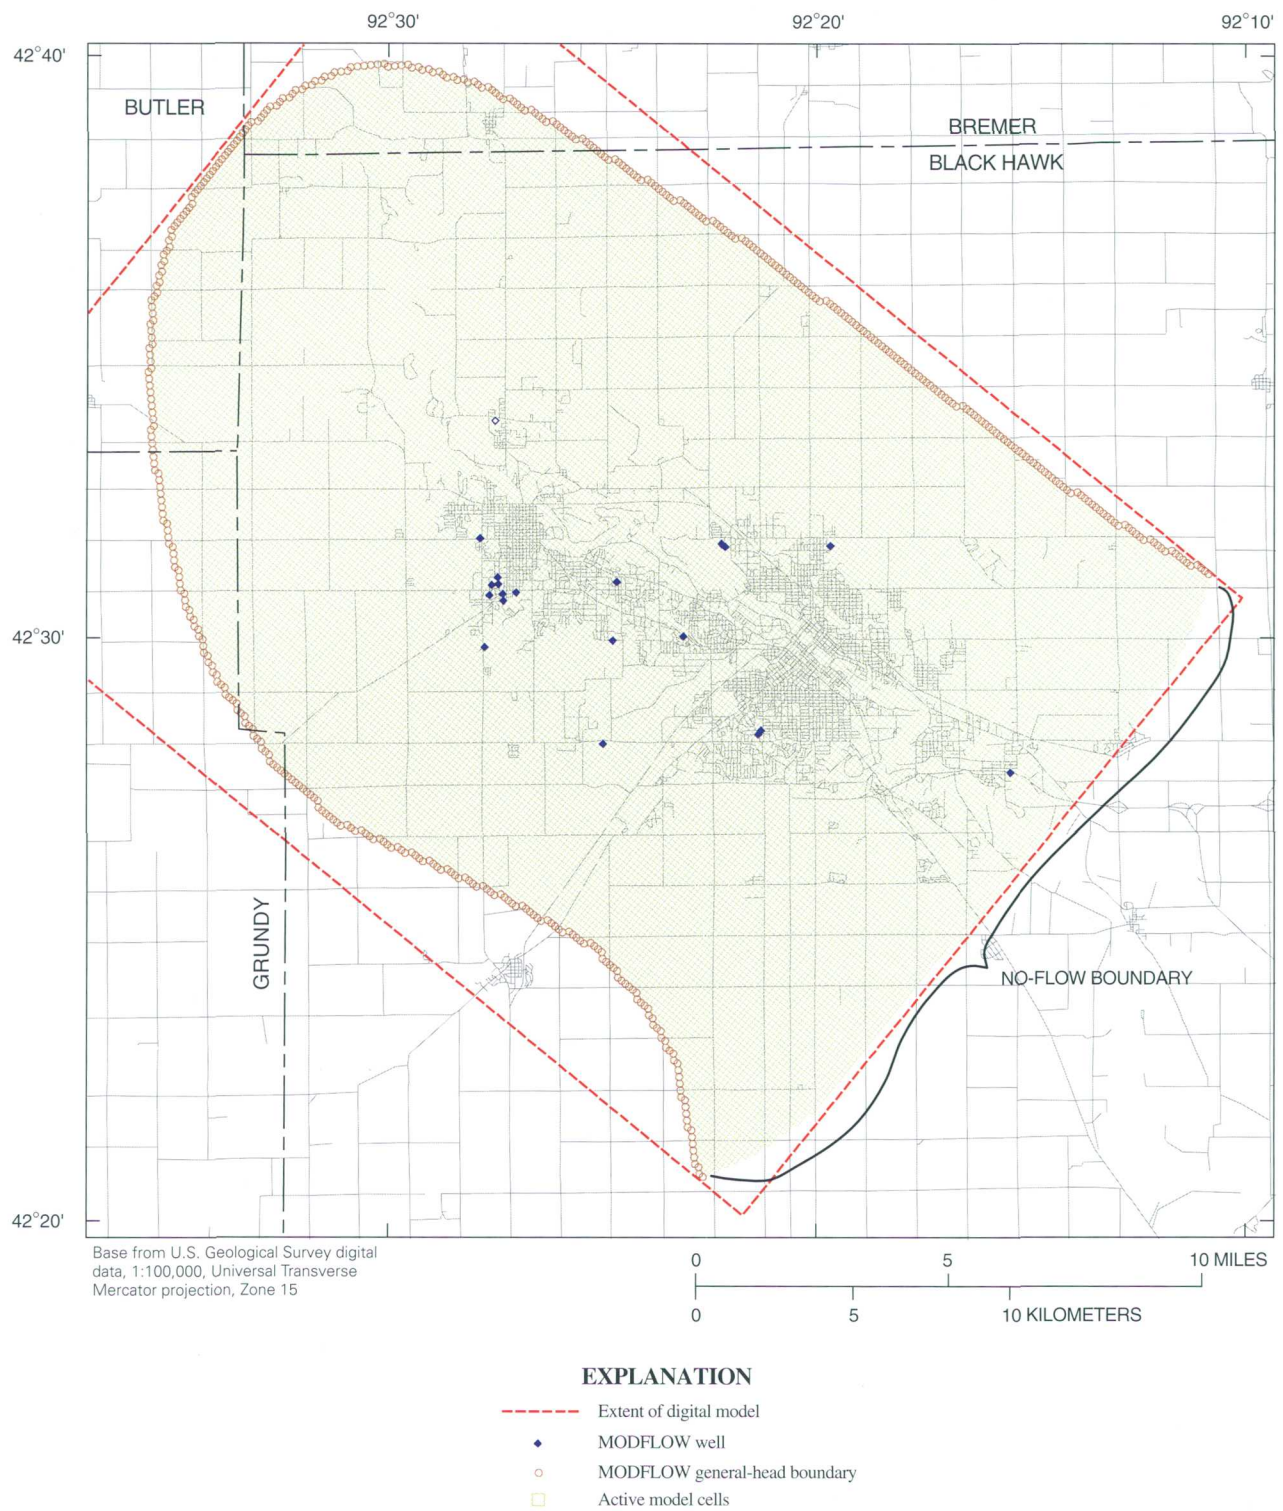 92°30'
92°20'
92°10'
42°40'
BUTLER
BREMER
BLACK HAWK
42°30'
GRUNDY
NO-FLOW BOUNDARY
42°20'
Base from U.S. Geological Survey digital
data, 1:100,000, Universal Transverse
Mercator projection, Zone 15
0 5 10 MILES
0 5 10 KILOMETERS
EXPLANATION
Extent of digital model
MODFLOW well
MODFLOW general-head boundary
Active model cells